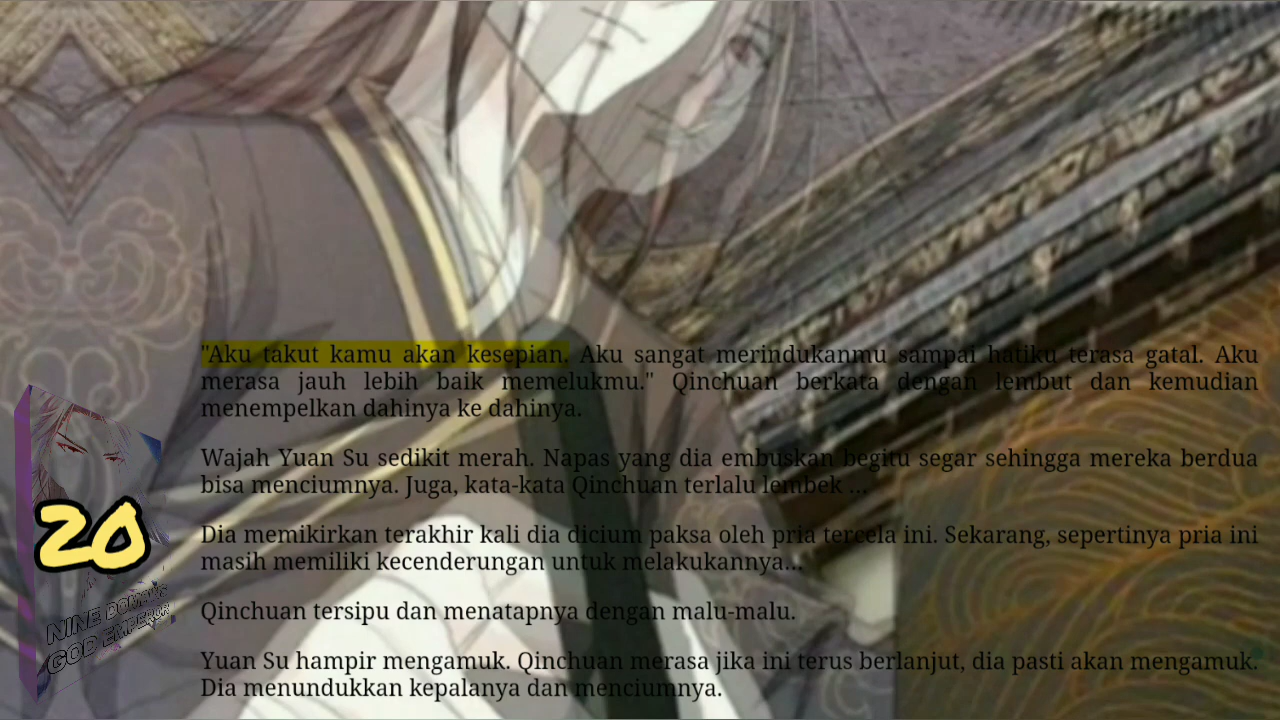 "Aku takut kamu akan kesepian. Aku sangat merindukanmu sampai hatiku terasa gatal. Aku
merasa jauh lebih baik memelukmu." Qinchuan berkata dengan lembut dan kemudian
menempelkan dahinya ke dahinya.
Wajah Yuan Su sedikit merah. Napas yang dia embuskan begitu segar sehingga mereka berdua
bisa menciumnya. Juga, kata-kata Qinchuan terlalu lembek ...
Dia memikirkan terakhir kali dia dicium paksa oleh pria tercela ini. Sekarang, sepertinya pria ini
masih memiliki kecenderungan untuk melakukannya...
Qinchuan tersipu dan menatapnya dengan malu-malu.
Yuan Su hampir mengamuk. Qinchuan merasa jika ini terus berlanjut, dia pasti akan mengamuk.
Dia menundukkan kepalanya dan menciumnya.
20
NINE DOMAINS
GOD EMPEROR